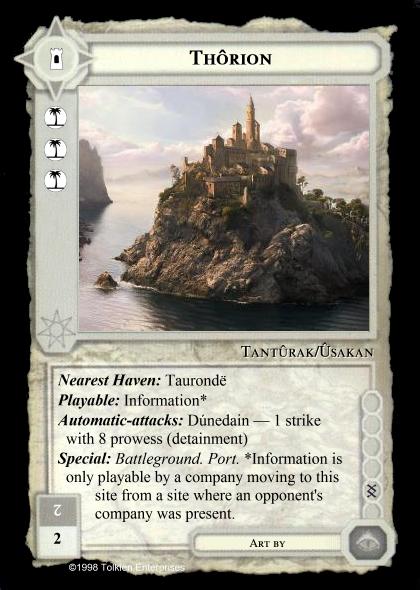 THÔRION
TANTÛRAK/ÛSAKAN
Nearest Haven: Taurondë
Playable: Information*
Automatic-attacks: Dúnedain — 1 strike
with 8 prowess (detainment)
Special: Battleground. Port. *Information is
only playable by a company moving to this
site from a site where an opponent's
company was present.
2
2
ART BY
©1998 Tolkien Enterprises